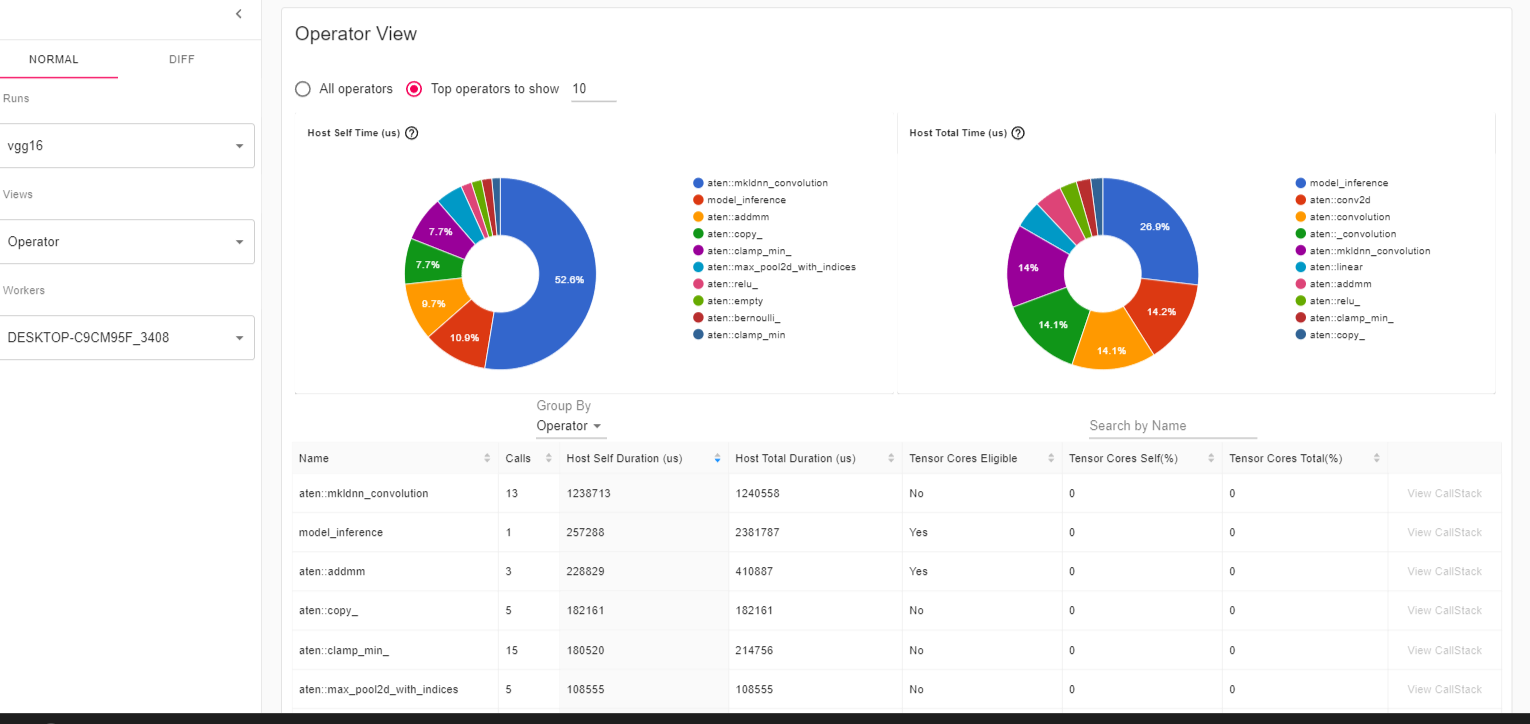 NORMAL DIFF
Runs
vgg16
Views
Operator
Workers
DESKTOP-C9CM95F_3408
Operator View
All operators Top operators to show 10
Host Self Time (us) ?
52.6%
10.9%
9.7%
7.7%
7.7%
aten::mkldnn_convolution
model_inference
aten::addmm
aten::copy_
aten::clamp_min_
aten::max_pool2d_with_indices
aten::relu_
aten::empty
aten::bernoulli_
aten::clamp_min
Host Total Time (us) ?
26.9%
14.2%
14.1%
14.1%
14%
model_inference
aten::conv2d
aten::convolution
aten::_convolution
aten::mkldnn_convolution
aten::linear
aten::addmm
aten::relu_
aten::clamp_min_
aten::copy_
Group By
Operator
Search by Name
Name Calls Host Self Duration (us) Host Total Duration (us) Tensor Cores Eligible Tensor Cores Self(%) Tensor Cores Total(%)
aten::mkldnn_convolution 13 1238713 1240558 No 0 0 View CallStack
model_inference 1 257288 2381787 Yes 0 0 View CallStack
aten::addmm 3 228829 410887 Yes 0 0 View CallStack
aten::copy_ 5 182161 182161 No 0 0 View CallStack
aten::clamp_min_ 15 180520 214756 No 0 0 View CallStack
aten::max_pool2d_with_indices 5 108555 108555 No 0 0 View CallStack